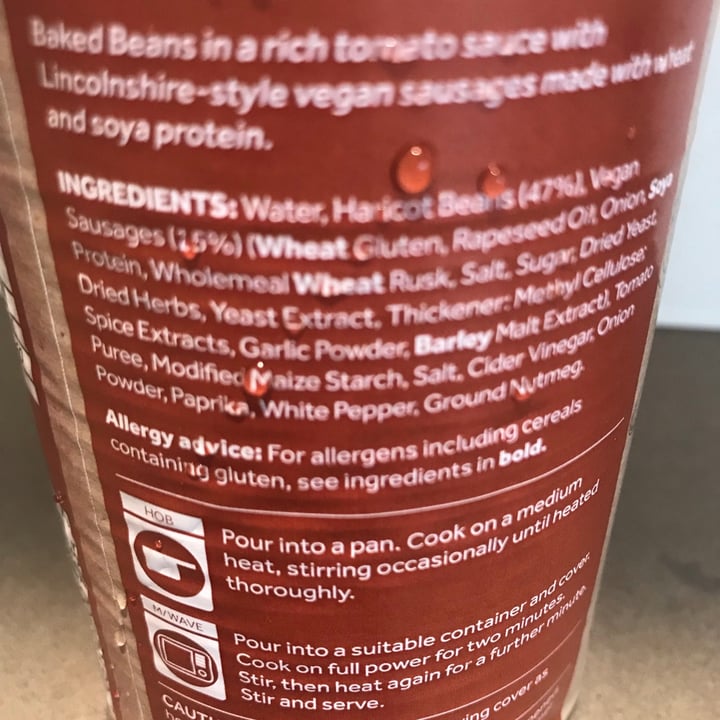 Baked Beans in a rich tomato sauce with
Lincolnshire-style vegan sausages made with wheat
and soya protein.
INGREDIENTS: Water, Haricot Beans (47%), Vegan
Sausages (15%) (Wheat Gluten, Rapeseed Oil, Onion, Soya
Protein, Wholemeal Wheat Rusk, Salt, Sugar, Dried Yeast,
Dried Herbs, Yeast Extract, Thickener: Methyl Cellulose;
Spice Extracts, Garlic Powder, Barley Malt Extract), Tomato
Puree, Modified Maize Starch, Salt, Cider Vinegar, Onion
Powder, Paprika, White Pepper, Ground Nutmeg.
Allergy advice: For allergens including cereals
containing gluten, see ingredients in bold.
HOB
Pour into a pan. Cook on a medium
heat, stirring occasionally until heated
thoroughly.
M/WAVE
Pour into a suitable container and cover.
Cook on full power for two minutes.
Stir, then heat again for a further minute.
Stir and serve.
cover as